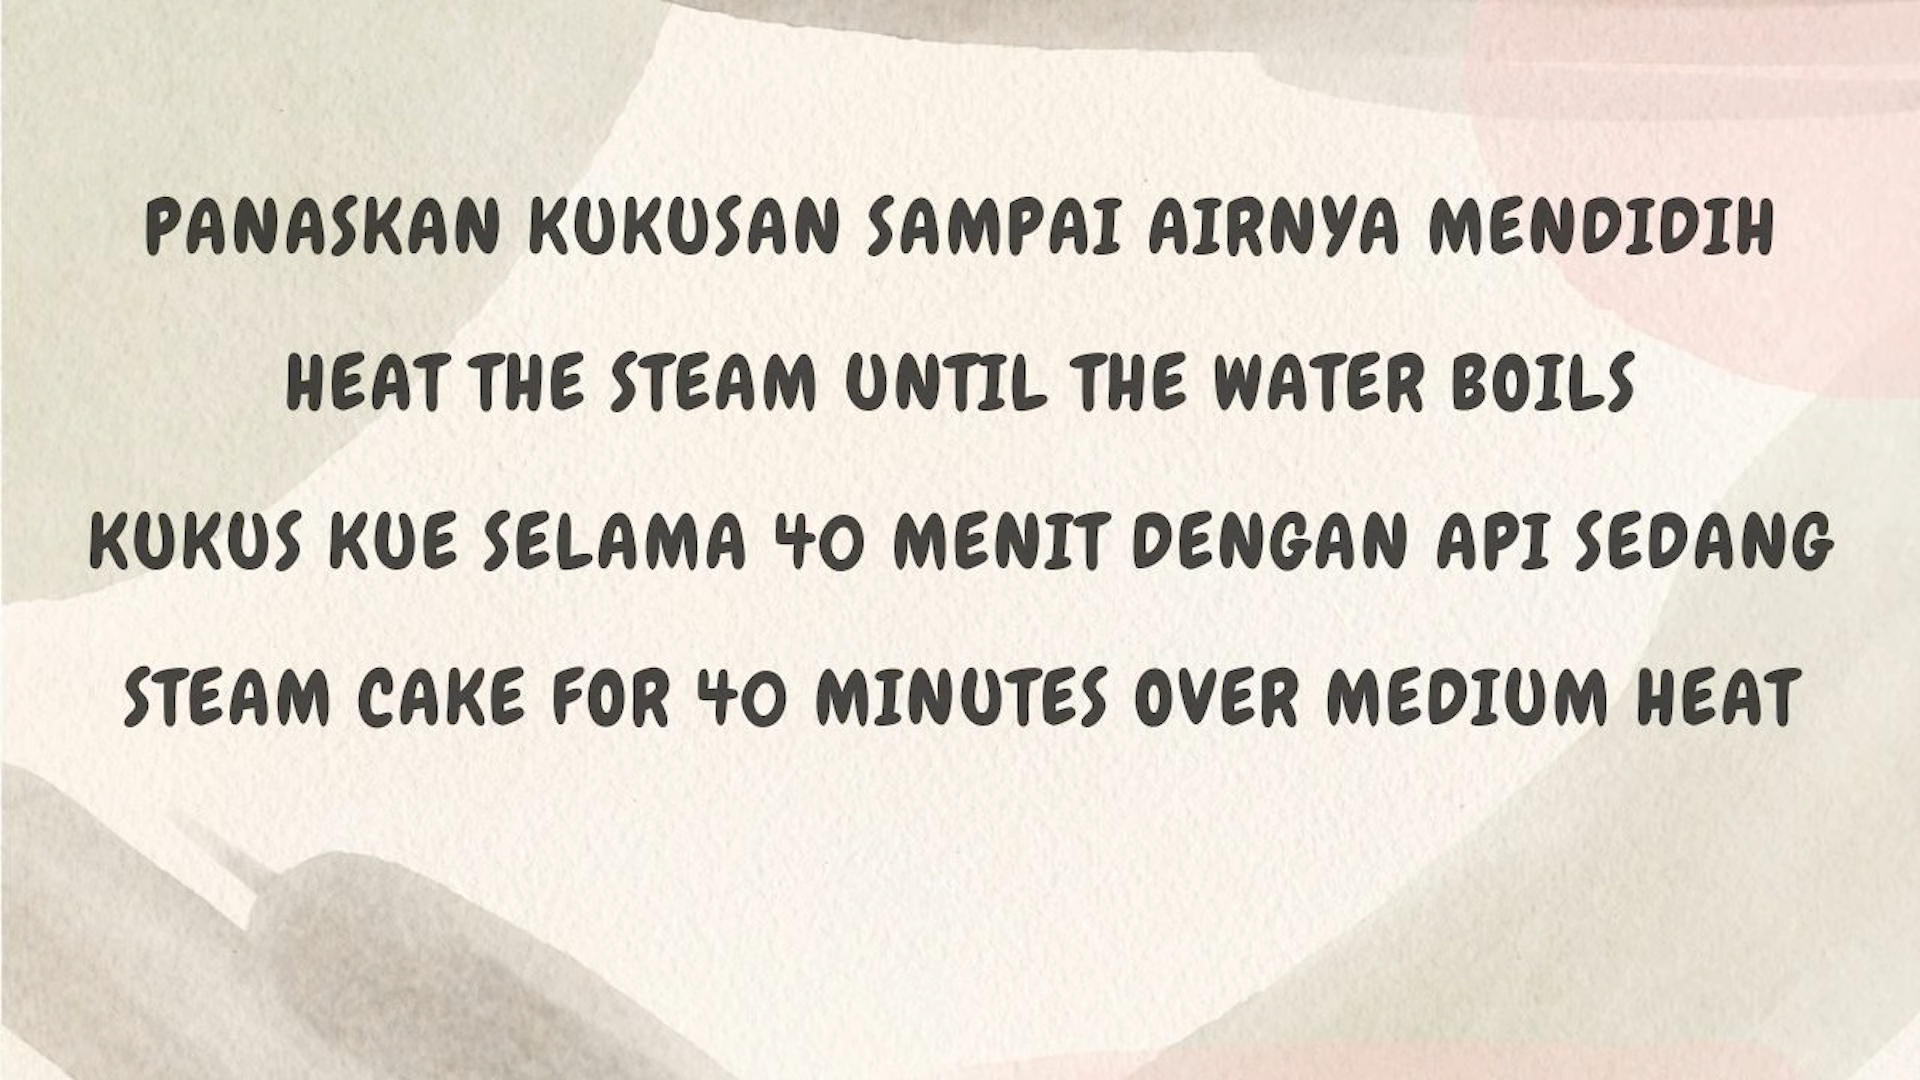 PANASKAN KUKUSAN SAMPAI AIRNYA MENDIDIH
HEAT THE STEAM UNTIL THE WATER BOILS
KUKUS KUE SELAMA 40 MENIT DENGAN API SEDANG
STEAM CAKE FOR 40 MINUTES OVER MEDIUM HEAT